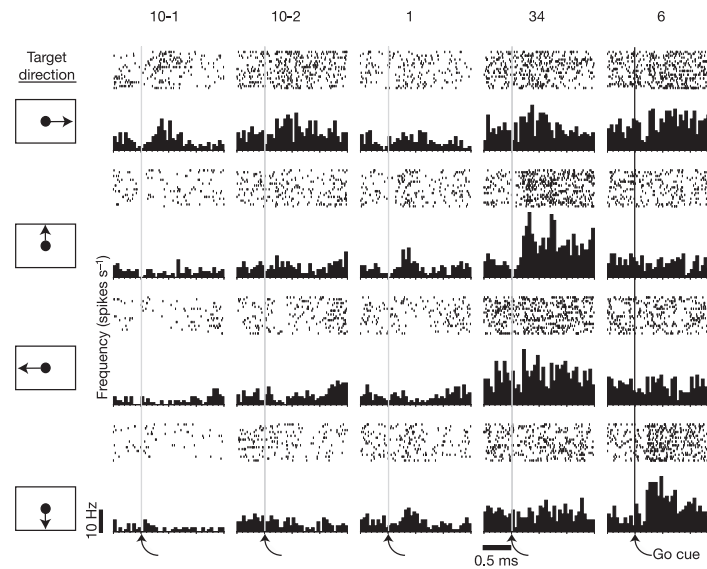 10-1 10-2 1 34 6
Target
direction
Frequency (spikes s⁻¹)
10 Hz
0.5 ms
Go cue